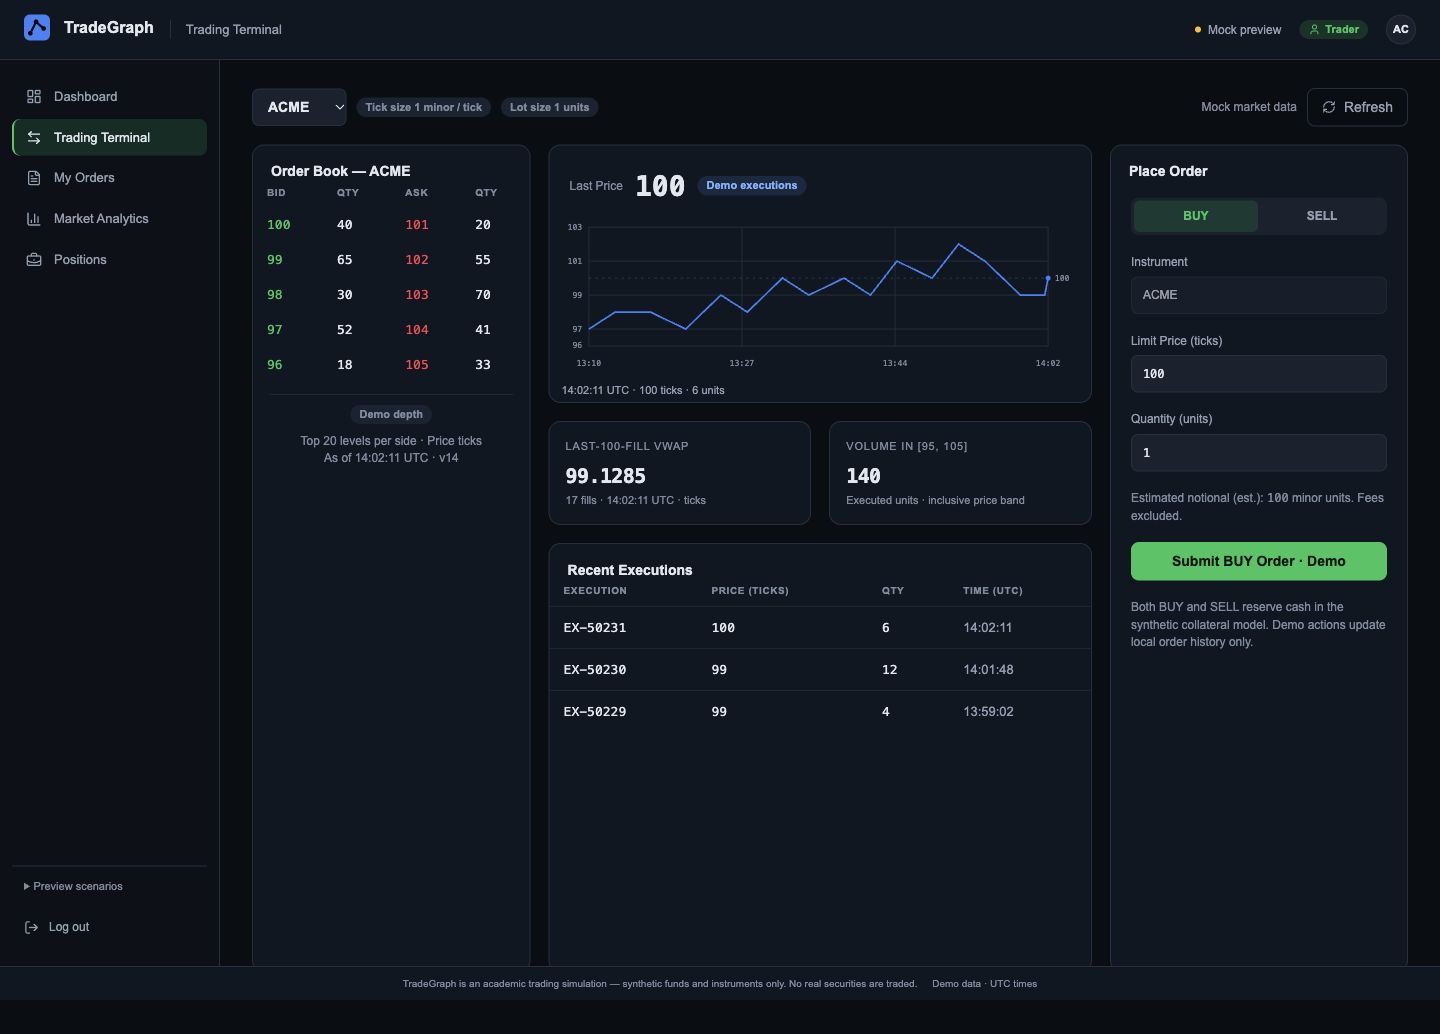 TradeGraph
Trading Terminal
Mock preview
Trader
AC
Dashboard
Trading Terminal
My Orders
Market Analytics
Positions
Preview scenarios
Log out
ACME
Tick size 1 minor / tick
Lot size 1 units
Mock market data
Refresh
Order Book — ACME
BID QTY ASK QTY
100 40 101 20
99 65 102 55
98 30 103 70
97 52 104 41
96 18 105 33
Demo depth
Top 20 levels per side · Price ticks
As of 14:02:11 UTC · v14
Last Price 100 Demo executions
103
101
100
99
97
96
13:10 13:27 13:44 14:02
14:02:11 UTC · 100 ticks · 6 units
LAST-100-FILL VWAP
99.1285
17 fills · 14:02:11 UTC · ticks
VOLUME IN [95, 105]
140
Executed units · inclusive price band
Recent Executions
EXECUTION PRICE (TICKS) QTY TIME (UTC)
EX–50231 100 6 14:02:11
EX–50230 99 12 14:01:48
EX–50229 99 4 13:59:02
Place Order
BUY SELL
Instrument
ACME
Limit Price (ticks)
100
Quantity (units)
1
Estimated notional (est.): 100 minor units. Fees
excluded.
Submit BUY Order · Demo
Both BUY and SELL reserve cash in the
synthetic collateral model. Demo actions update
local order history only.
TradeGraph is an academic trading simulation — synthetic funds and instruments only. No real securities are traded. Demo data · UTC times